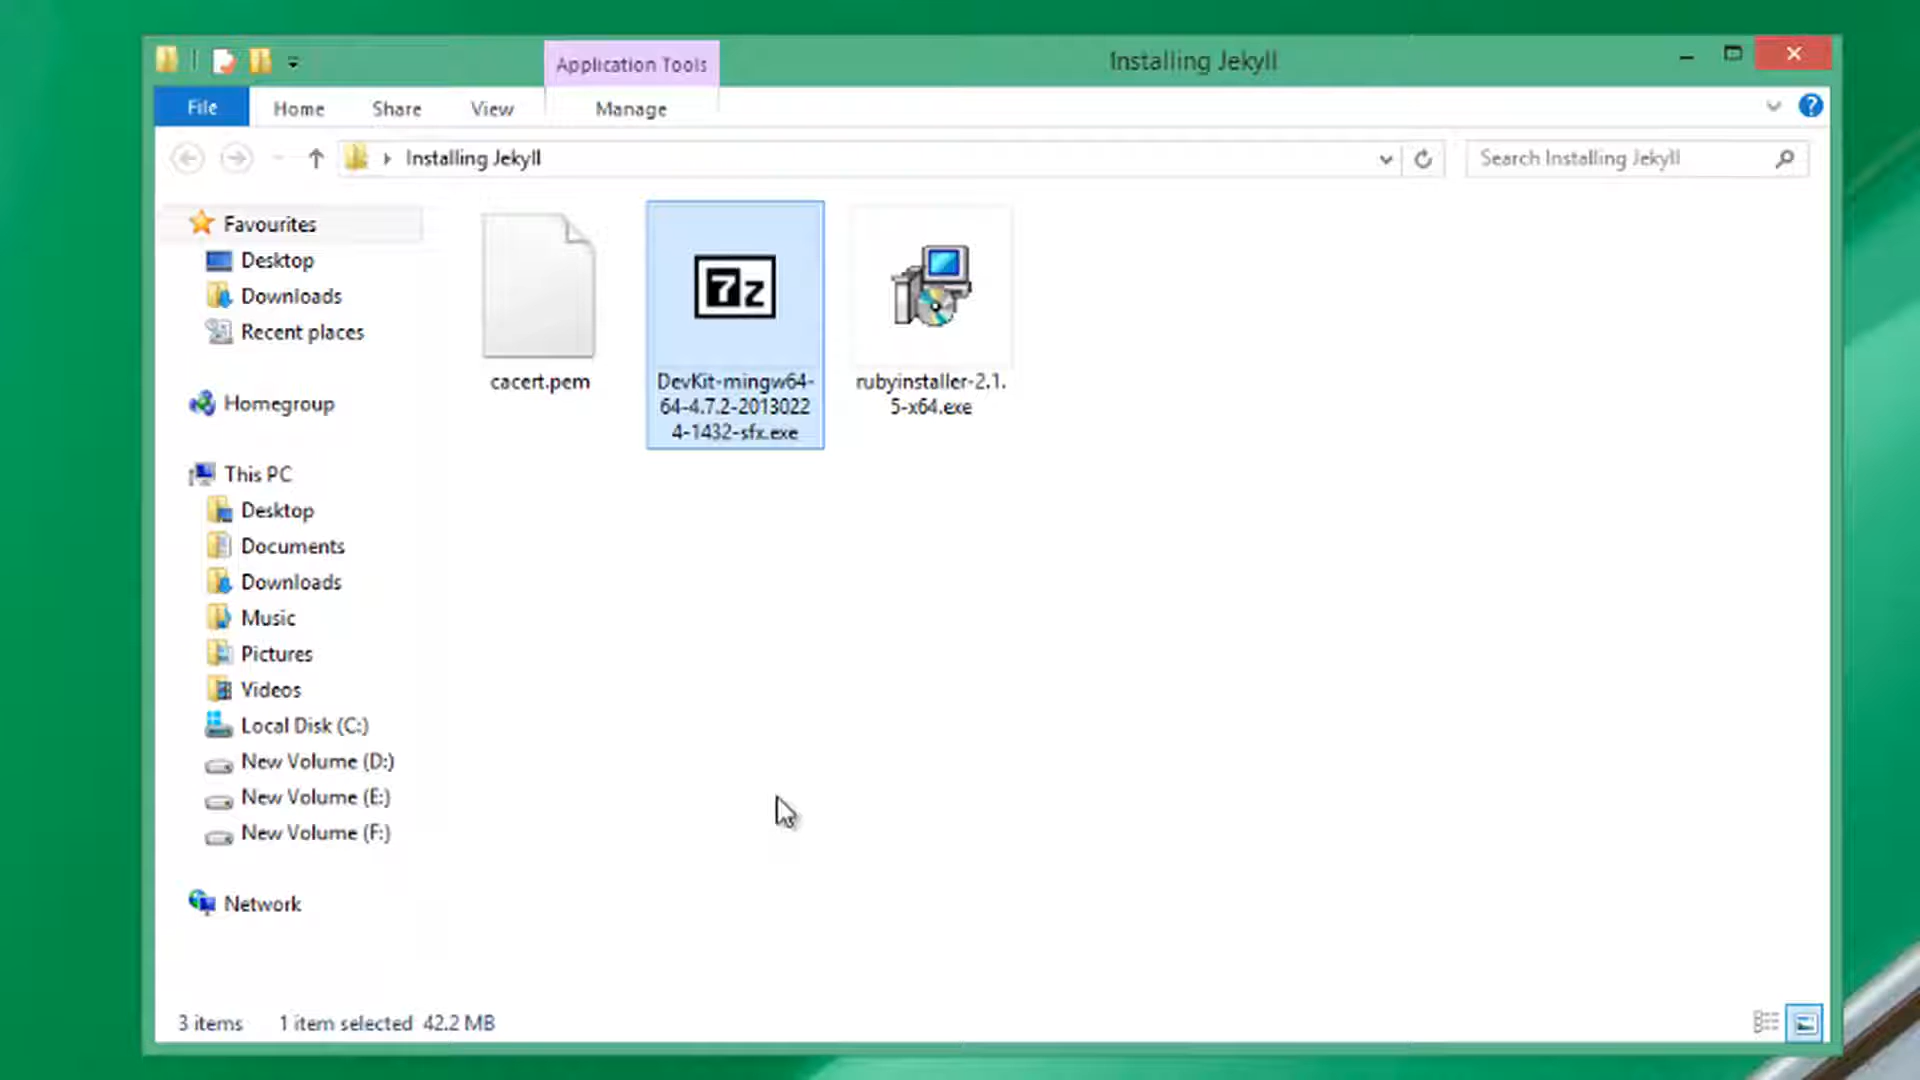 Application Tools
Installing Jekyll
File
Home
Share
View
Manage
Installing Jekyll
Search Installing Jekyll
Favourites
Desktop
Downloads
Recent places
Homegroup
This PC
Desktop
Documents
Downloads
Music
Pictures
Videos
Local Disk (C:)
New Volume (D:)
New Volume (E:)
New Volume (F:)
Network
cacert.pem
7z
DevKit-mingw64-
64-4.7.2-2013022
4-1432-sfx.exe
rubyinstaller-2.1.
5-x64.exe
3 items
1 item selected 42.2 MB